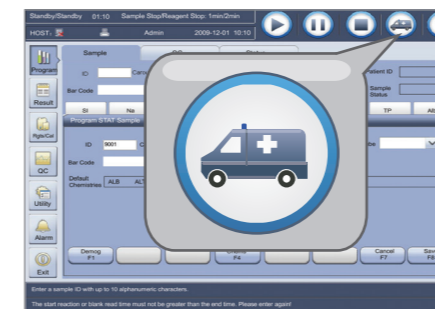 Standby/Standby 01:10 Sample Stop/Reagent Stop: 1min/2min
HOST: Admin 2009-12-01 10:10
Program
Result
Rgts/Cal
QC
Utility
Alarm
Exit
Sample
ID
Bar Code
Patient ID
Sample Status
SI Na TP
Program STAT Sample
ID 9001
Bar Code
Default Chemistries ALB
Demog F1
F4
Cancel F7
F8
Enter a sample ID with up to 10 alphanumeric characters.
The start reaction or blank read time must not be greater than the end time. Please enter again!